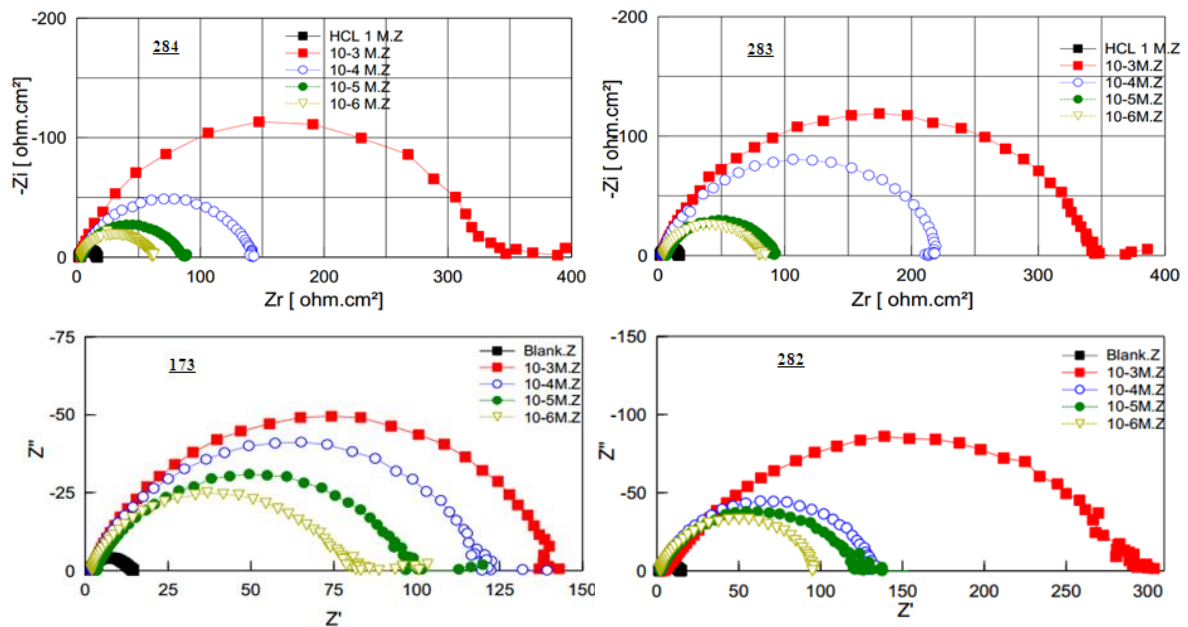 -200
284
HCL 1 M.Z
10-3 M.Z
10-4 M.Z
10-5 M.Z
10-6 M.Z
-100
-Zi [ ohm.cm²]
0
0 100 200 300 400
Zr [ ohm.cm²]
-200
283
HCL 1 M.Z
10-3M.Z
10-4M.Z
10-5M.Z
10-6M.Z
-100
-Zi [ ohm.cm²]
0
0 100 200 300 400
Zr [ ohm.cm²]
-75
173
Blank.Z
10-3M.Z
10-4M.Z
10-5M.Z
10-6M.Z
-50
Z''
-25
0
0 25 50 75 100 125 150
Z'
-150
282
Blank.Z
10-3M.Z
10-4M.Z
10-5M.Z
10-6M.Z
-100
Z''
-50
0
0 50 100 150 200 250 300
Z'